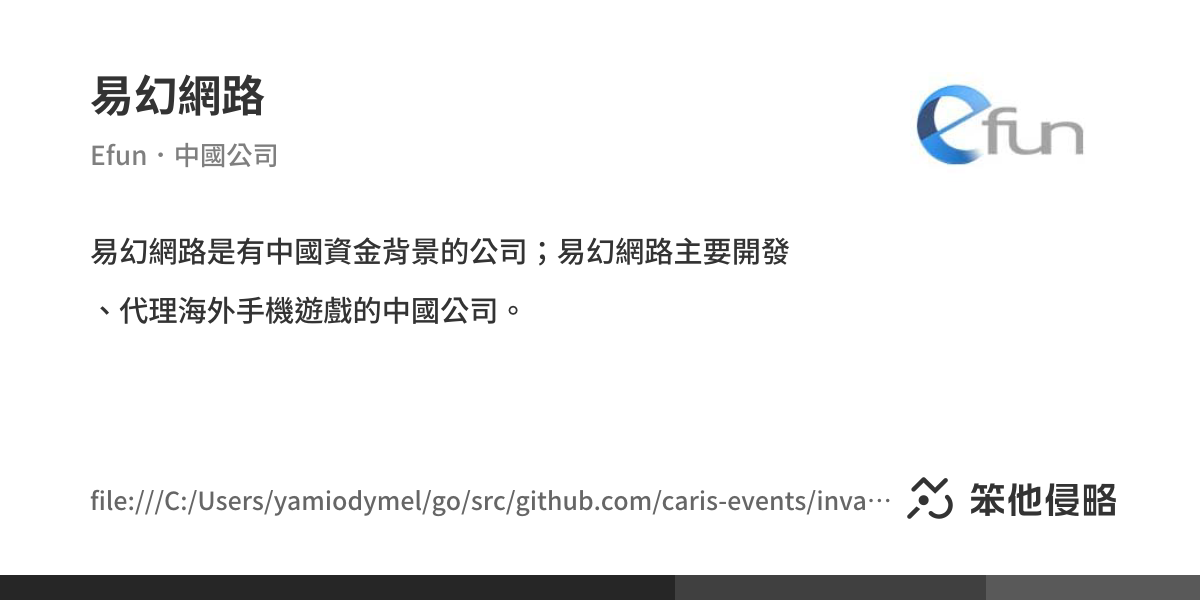 易幻網路
Efun・中國公司
efun
易幻網路是有中國資金背景的公司；易幻網路主要開發
、代理海外手機遊戲的中國公司。
file:///C:/Users/yamiodymel/go/src/github.com/caris-events/inva…
笨他侵略